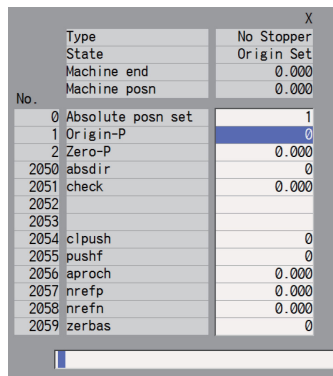 X
Type No Stopper
State Origin Set
Machine end 0.000
Machine posn 0.000
No.
0 Absolute posn set 1
1 Origin-P 0
2 Zero-P 0.000
2050 absdir 0
2051 check 0.000
2052
2053
2054 clpush 0
2055 pushf 0
2056 aproch 0.000
2057 nrefp 0.000
2058 nrefn 0.000
2059 zerbas 0